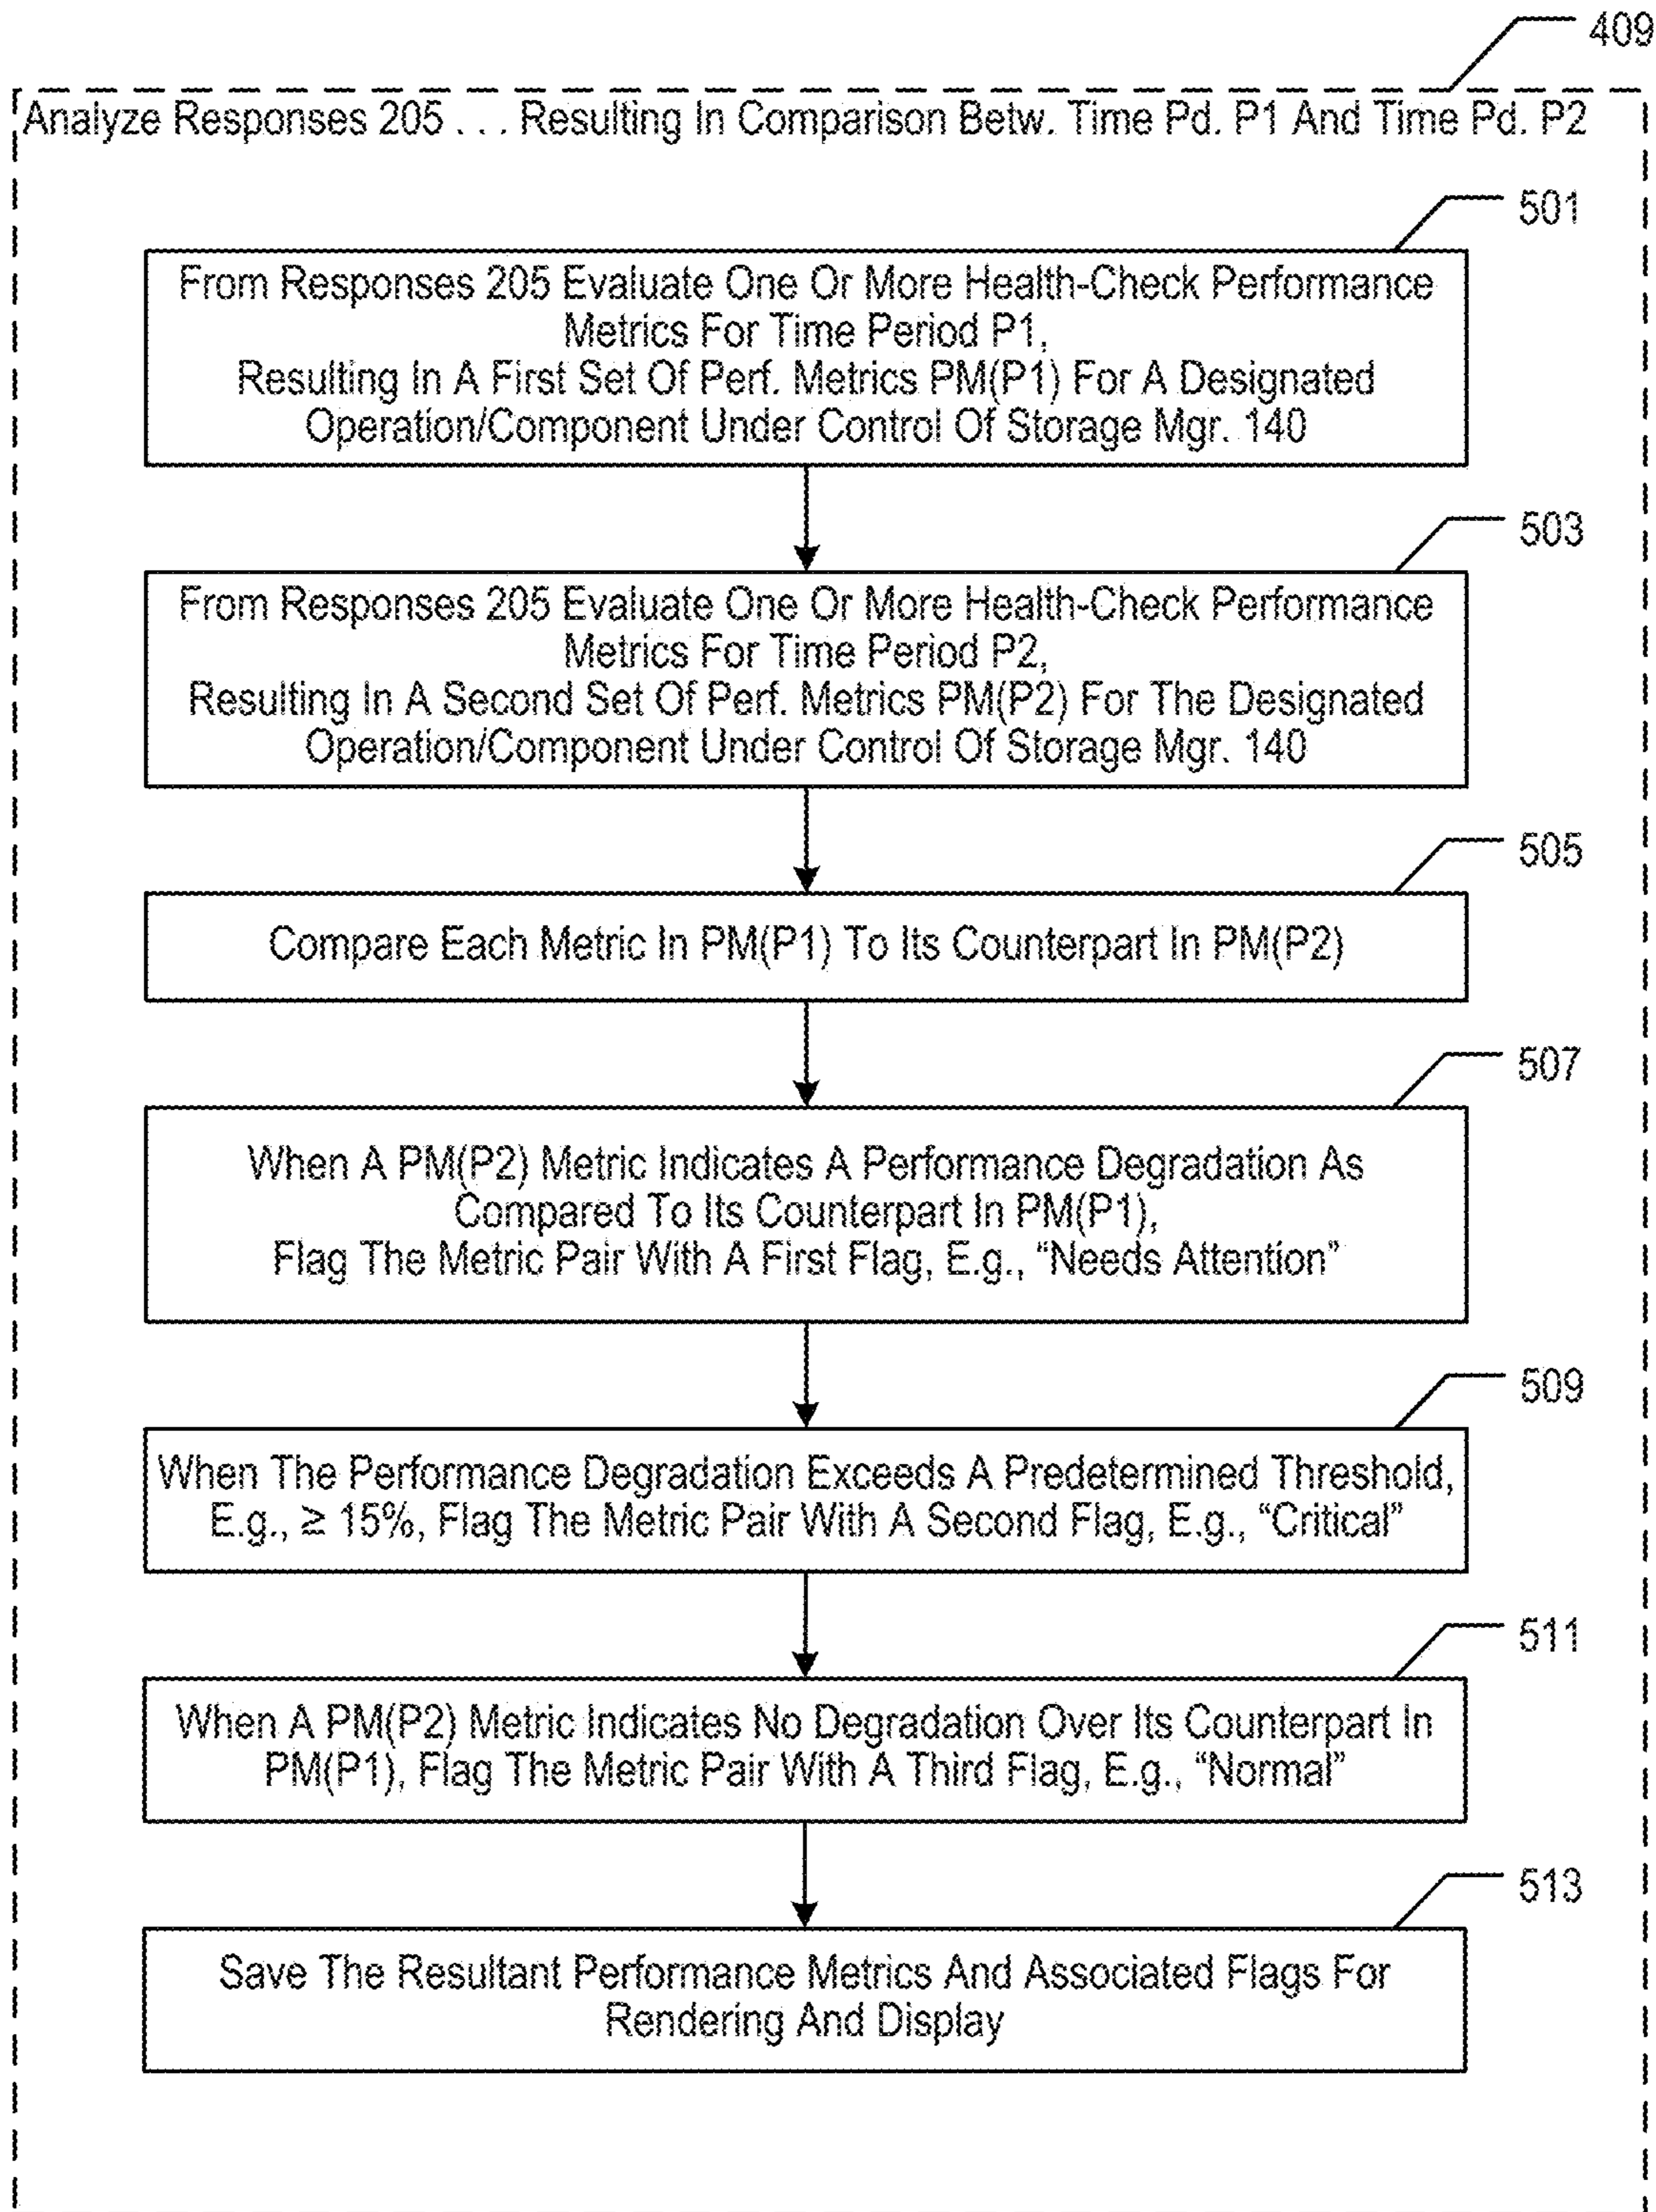 409
Analyze Responses 205 . . . Resulting In Comparison Betw. Time Pd. P1 And Time Pd. P2
501
From Responses 205 Evaluate One Or More Health-Check Performance
Metrics For Time Period P1,
Resulting In A First Set Of Perf. Metrics PM(P1) For A Designated
Operation/Component Under Control Of Storage Mgr. 140
503
From Responses 205 Evaluate One Or More Health-Check Performance
Metrics For Time Period P2,
Resulting In A Second Set Of Perf. Metrics PM(P2) For The Designated
Operation/Component Under Control Of Storage Mgr. 140
505
Compare Each Metric In PM(P1) To Its Counterpart In PM(P2)
507
When A PM(P2) Metric Indicates A Performance Degradation As
Compared To Its Counterpart In PM(P1),
Flag The Metric Pair With A First Flag, E.g., “Needs Attention”
509
When The Performance Degradation Exceeds A Predetermined Threshold,
E.g., ≥ 15%, Flag The Metric Pair With A Second Flag, E.g., “Critical”
511
When A PM(P2) Metric Indicates No Degradation Over Its Counterpart In
PM(P1), Flag The Metric Pair With A Third Flag, E.g., “Normal”
513
Save The Resultant Performance Metrics And Associated Flags For
Rendering And Display